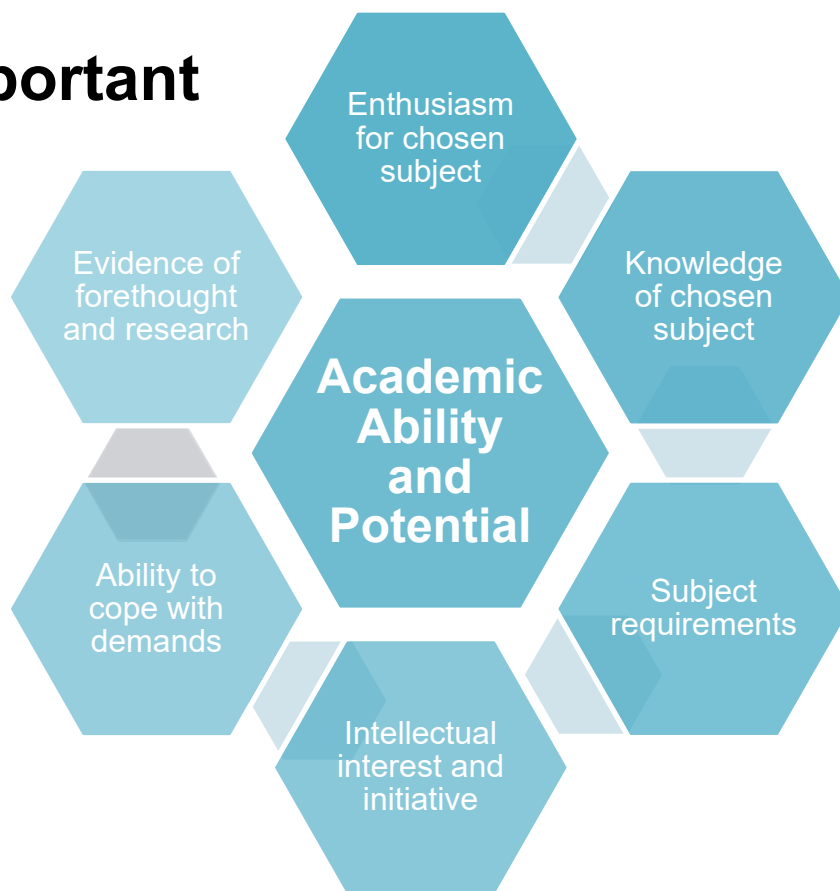 portant
Enthusiasm
for chosen
subject
Evidence of
forethought
and research
Knowledge
of chosen
subject
Academic
Ability
and
Potential
Ability to
cope with
demands
Subject
requirements
Intellectual
interest and
initiative